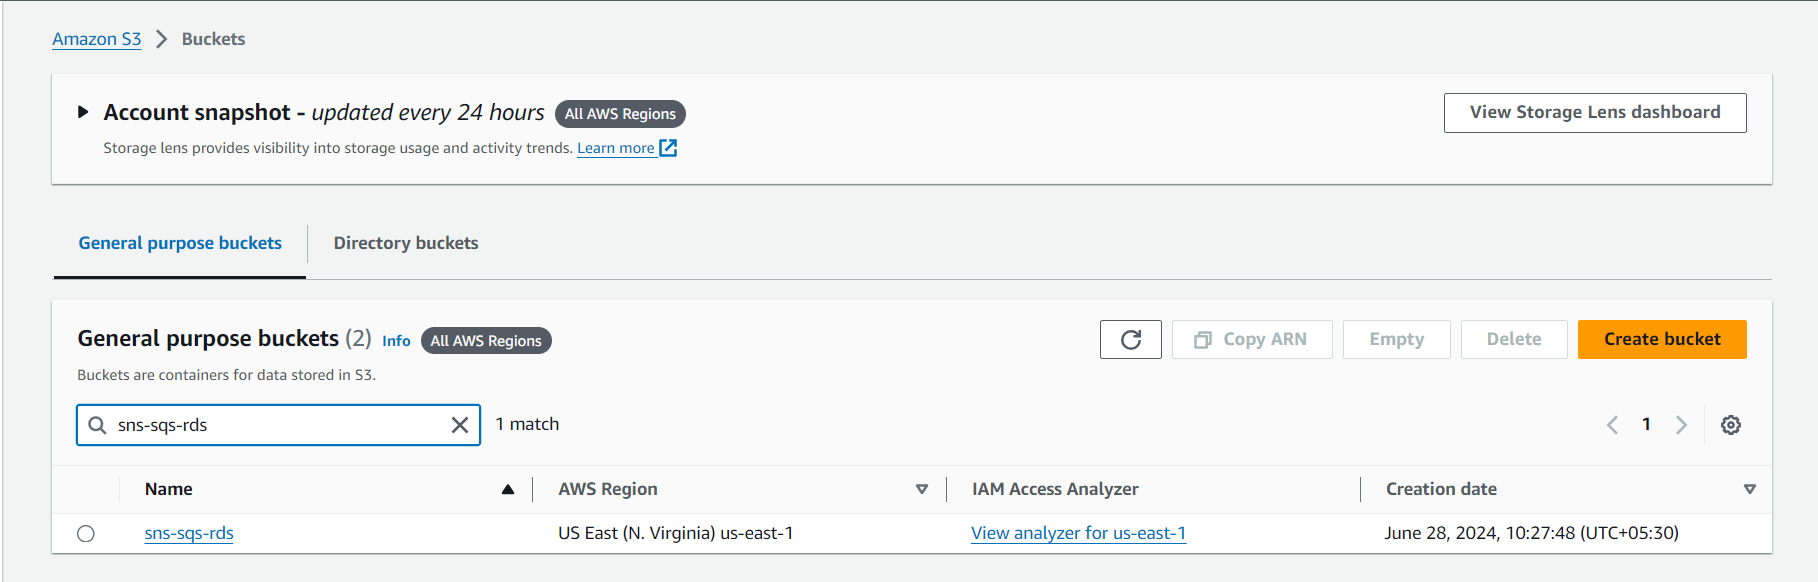 Amazon S3 > Buckets
Account snapshot - updated every 24 hours All AWS Regions
View Storage Lens dashboard
Storage lens provides visibility into storage usage and activity trends. Learn more
General purpose buckets Directory buckets
General purpose buckets (2) Info All AWS Regions
Copy ARN Empty Delete Create bucket
Buckets are containers for data stored in S3.
sns-sqs-rds 1 match 1
Name AWS Region IAM Access Analyzer Creation date
sns-sqs-rds US East (N. Virginia) us-east-1 View analyzer for us-east-1 June 28, 2024, 10:27:48 (UTC+05:30)